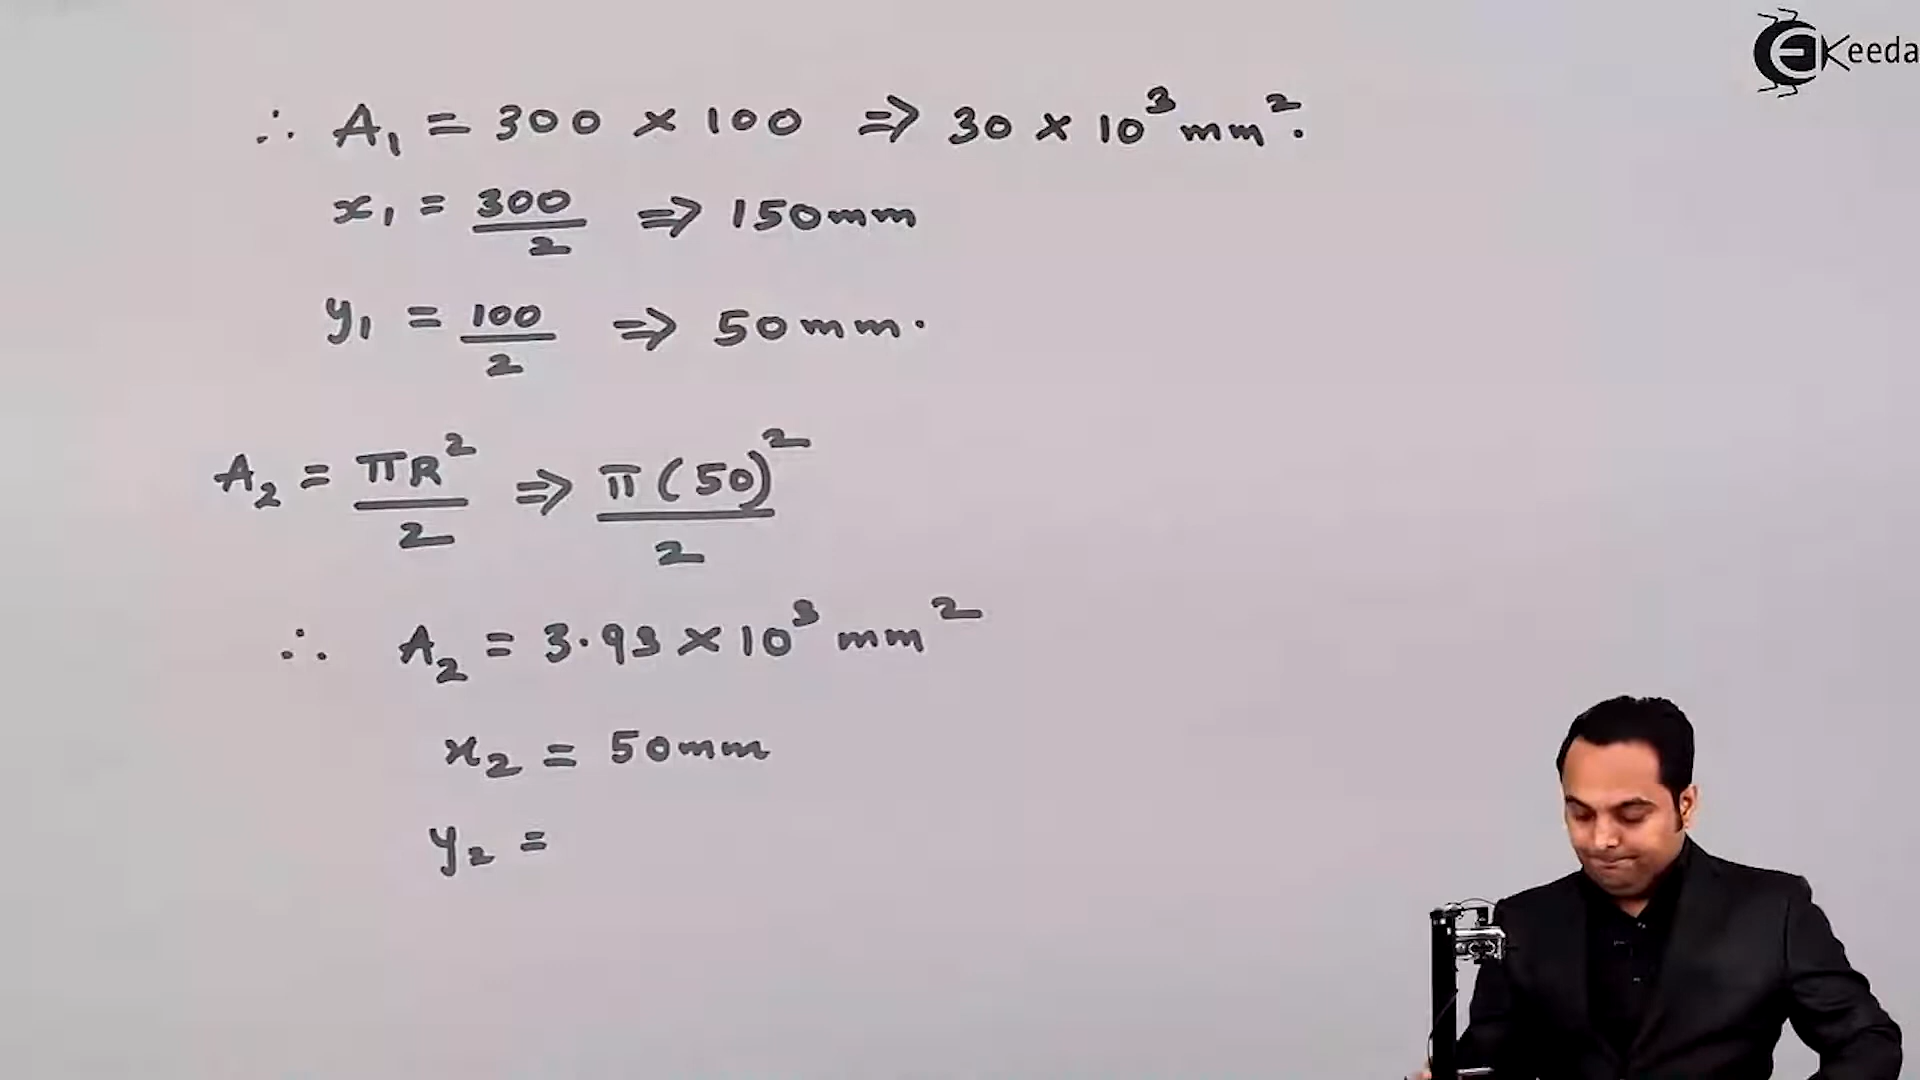 EKeeda
∴ A₁ = 300 × 100 ⇒ 30 × 10³ mm².
x₁ = 300/2 ⇒ 150mm
y₁ = 100/2 ⇒ 50mm.
A₂ = πR²/2 ⇒ π(50)²/2
∴ A₂ = 3.93 × 10³ mm²
x₂ = 50mm
y₂ =